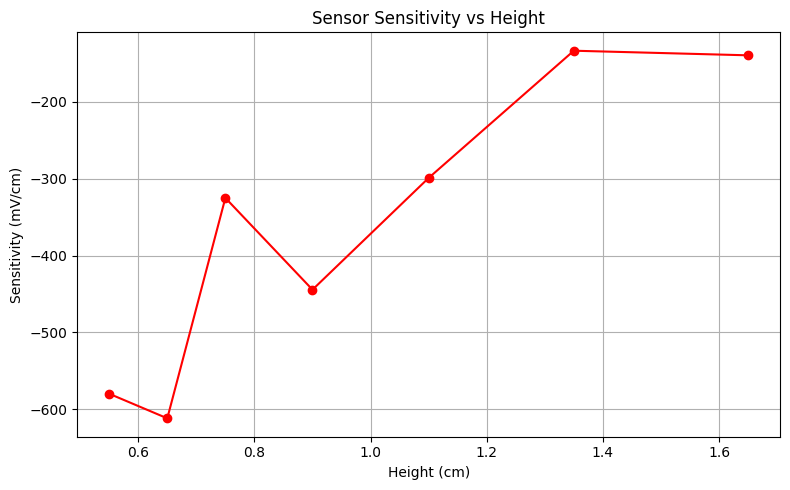 Sensor Sensitivity vs Height
Sensitivity (mV/cm)
−200
−300
−400
−500
−600
0.6 0.8 1.0 1.2 1.4 1.6
Height (cm)